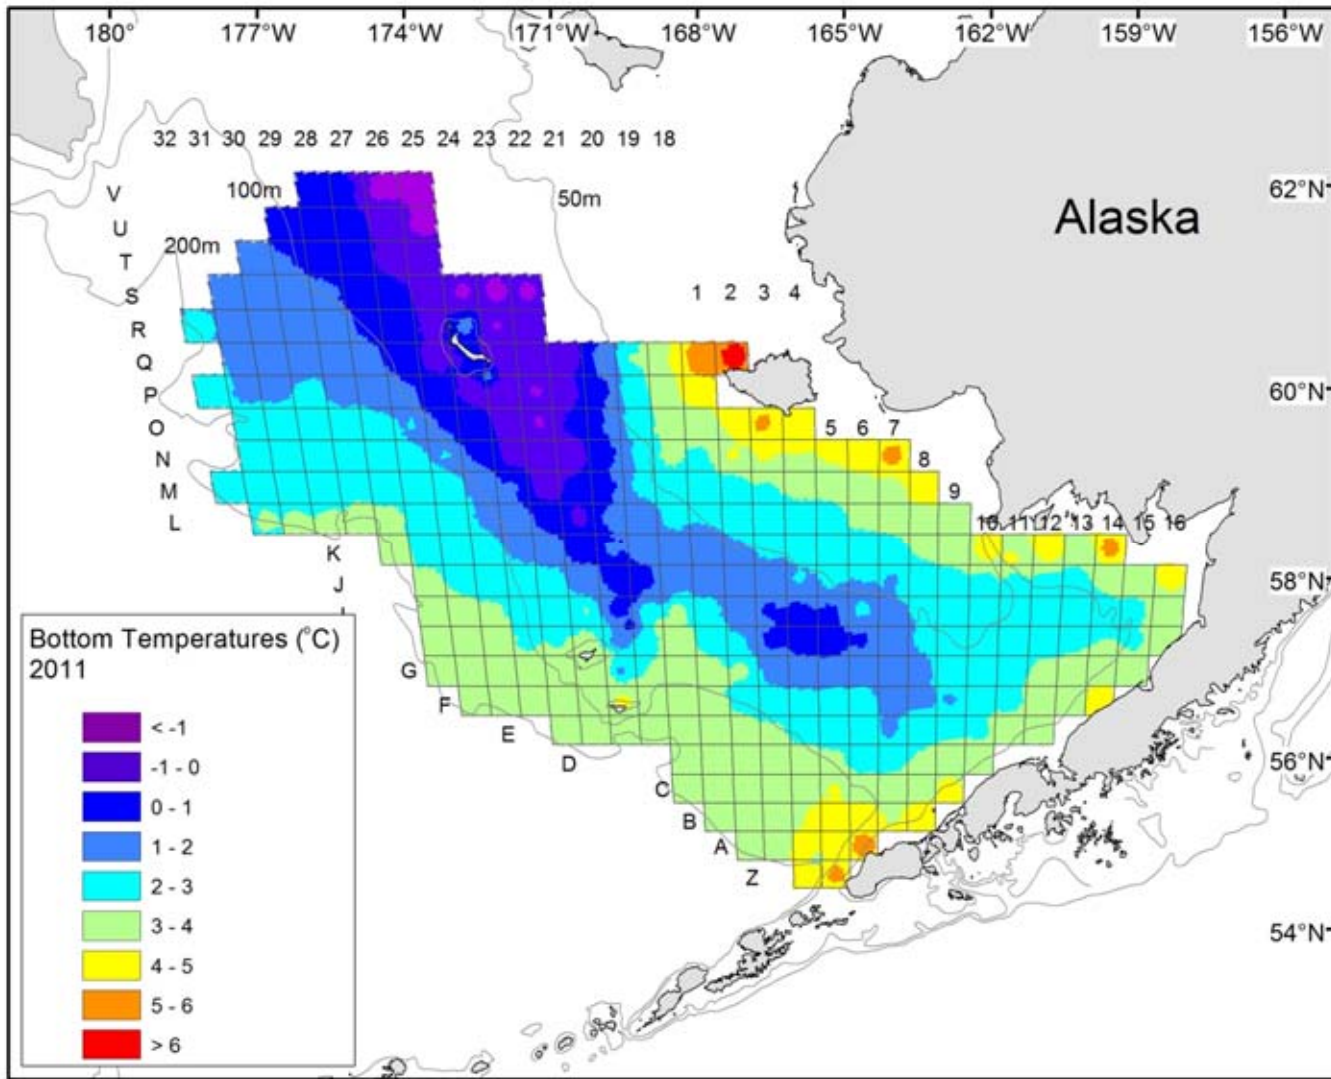 180° 177°W 174°W 171°W 168°W 165°W 162°W 159°W 156°W
32 31 30 29 28 27 26 25 24 23 22 21 20 19 18
62°N
V
100m
50m
Alaska
U
200m
T
S
1 2 3 4
R
Q
60°N
P
O
5 6 7
N
8
M
9
L
10 11 12 13 14 15 16
K
58°N
J
Bottom Temperatures (°C)
2011
G
F
E
D
56°N
C
B
A
Z
54°N
< -1
-1 - 0
0 - 1
1 - 2
2 - 3
3 - 4
4 - 5
5 - 6
> 6